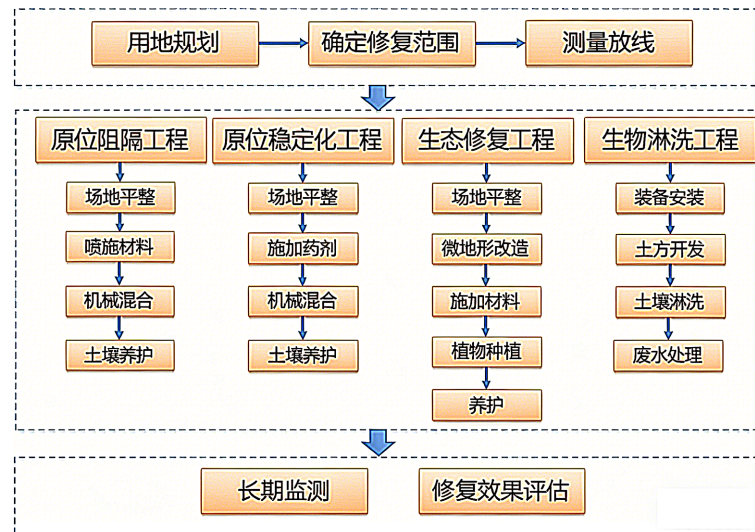 用地规划
确定修复范围
测量放线
原位阻隔工程
场地平整
喷施材料
机械混合
土壤养护
原位稳定化工程
场地平整
施加药剂
机械混合
土壤养护
生态修复工程
场地平整
微地形改造
施加材料
植物种植
养护
生物淋洗工程
装备安装
土方开发
土壤淋洗
废水处理
长期监测
修复效果评估